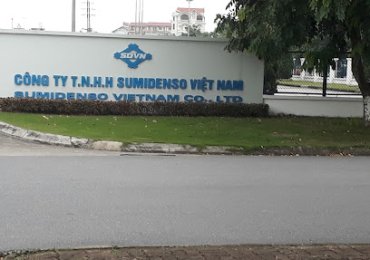 SDVN
CÔNG TY T.N.H.H SUMIDENSO VIỆT NAM
SUMIDENSO VIETNAM CO., LTD